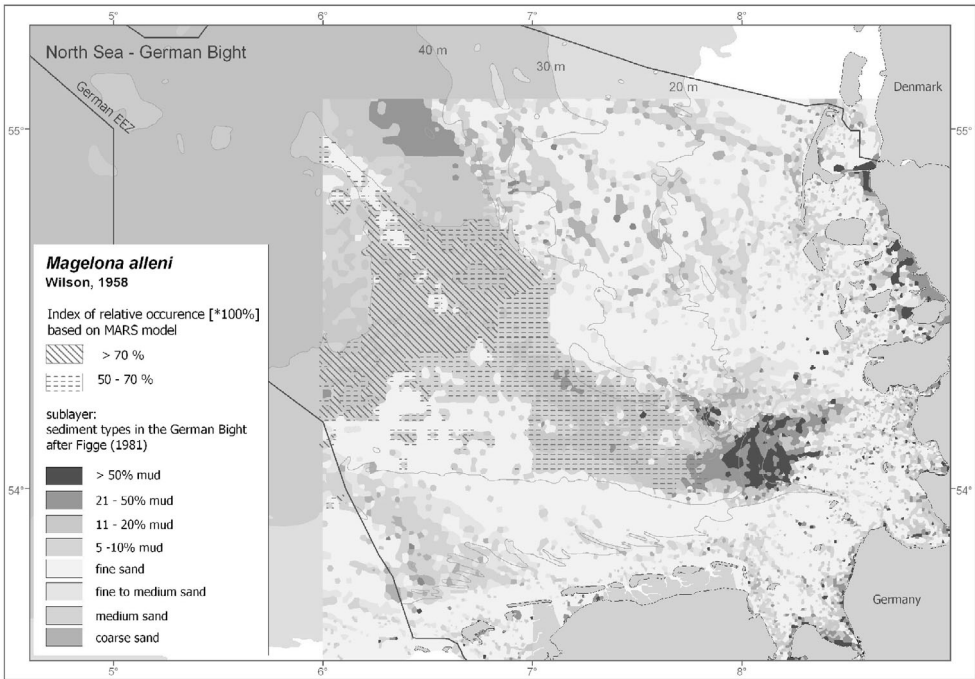 5°
6°
7°
8°
North Sea - German Bight
40 m
30 m
20 m
Denmark
German EEZ
55°
55°
Magelona alleni
Wilson, 1958
Index of relative occurence [*100%]
based on MARS model
> 70 %
50 - 70 %
sublayer:
sediment types in the German Bight
after Figge (1981)
> 50% mud
21 - 50% mud
11 - 20% mud
5 -10% mud
fine sand
fine to medium sand
medium sand
coarse sand
54°
54°
Germany
5°
6°
7°
8°